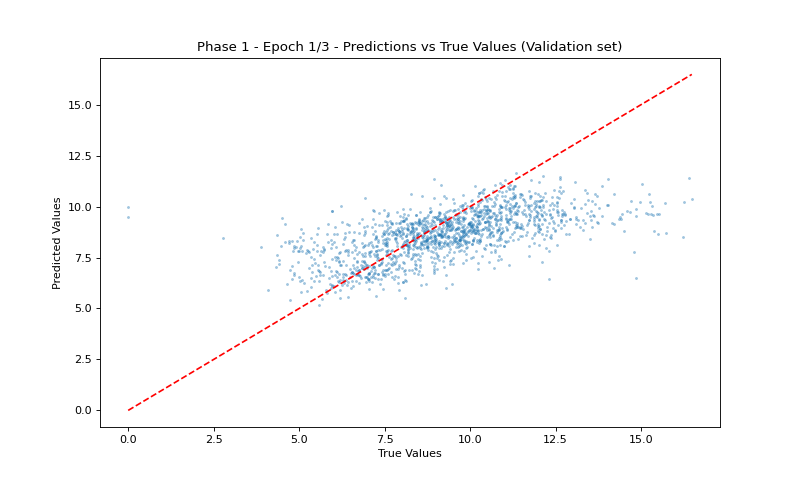 Phase 1 - Epoch 1/3 - Predictions vs True Values (Validation set)
15.0
12.5
10.0
7.5
5.0
2.5
0.0
Predicted Values
0.0 2.5 5.0 7.5 10.0 12.5 15.0
True Values